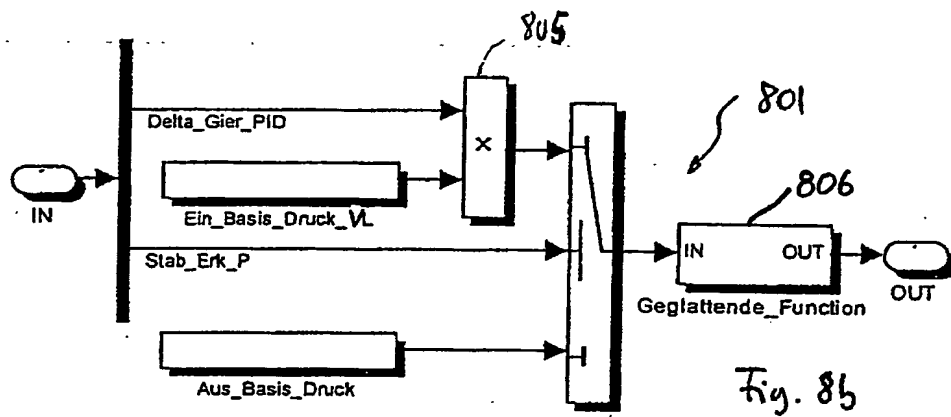 805
Delta_Gier_PID
801
×
806
IN
Ein_Basis_Druck_VL
Stab_Erk_P
IN OUT
OUT
Geglattende_Function
Aus_Basis_Druck
Fig. 8b